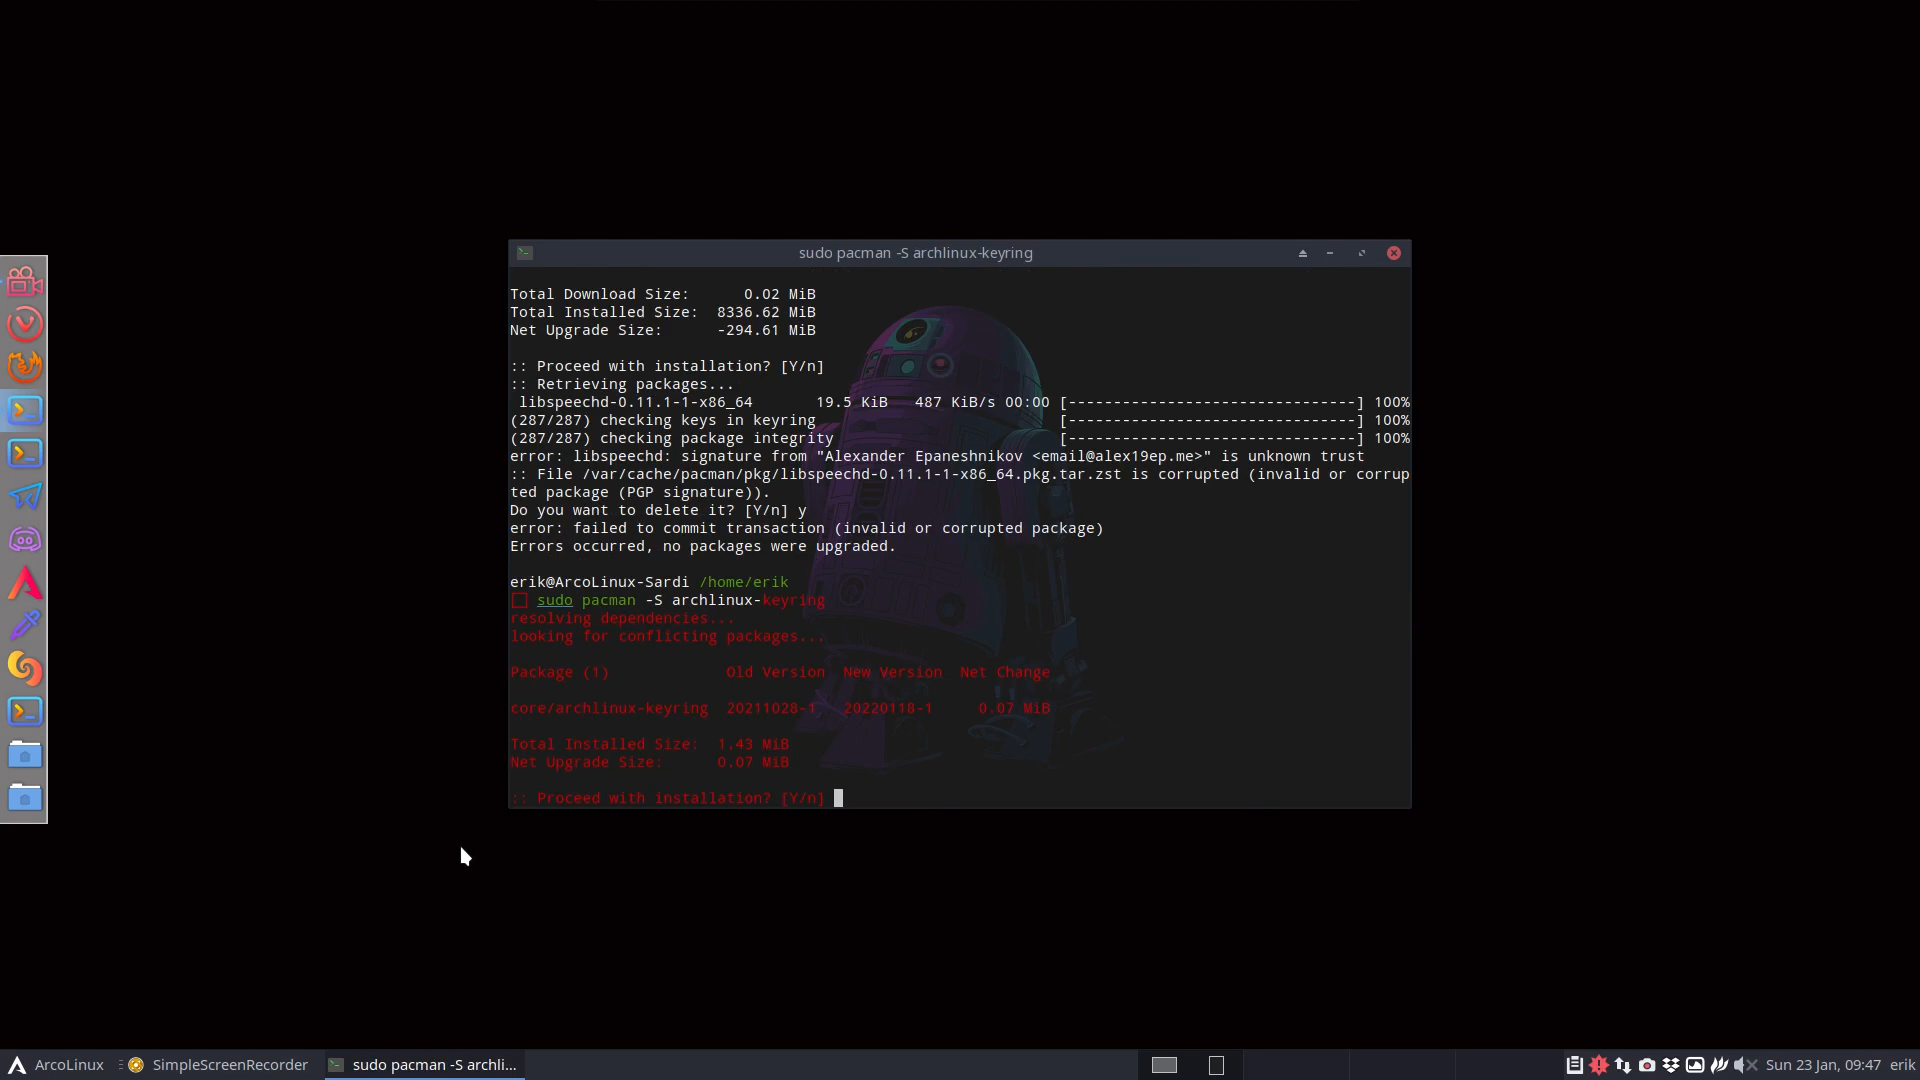 sudo pacman -S archlinux-keyring
Total Download Size:      0.02 MiB
Total Installed Size:  8336.62 MiB
Net Upgrade Size:      -294.61 MiB
:: Proceed with installation? [Y/n]
:: Retrieving packages...
libspeechd-0.11.1-1-x86_64       19.5 KiB   487 KiB/s 00:00 [--------------------------------] 100%
(287/287) checking keys in keyring                           [--------------------------------] 100%
(287/287) checking package integrity                         [--------------------------------] 100%
error: libspeechd: signature from "Alexander Epaneshnikov <email@alex19ep.me>" is unknown trust
:: File /var/cache/pacman/pkg/libspeechd-0.11.1-1-x86_64.pkg.tar.zst is corrupted (invalid or corrup
ted package (PGP signature)).
Do you want to delete it? [Y/n] y
error: failed to commit transaction (invalid or corrupted package)
Errors occurred, no packages were upgraded.
erik@ArcoLinux-Sardi /home/erik
sudo pacman -S archlinux-keyring
resolving dependencies...
looking for conflicting packages...
Package (1)             Old Version  New Version  Net Change
core/archlinux-keyring  20211028-1   20220118-1     0.07 MiB
Total Installed Size:  1.43 MiB
Net Upgrade Size:      0.07 MiB
:: Proceed with installation? [Y/n]
ArcoLinux
SimpleScreenRecorder
sudo pacman -S archli...
Sun 23 Jan, 09:47
erik